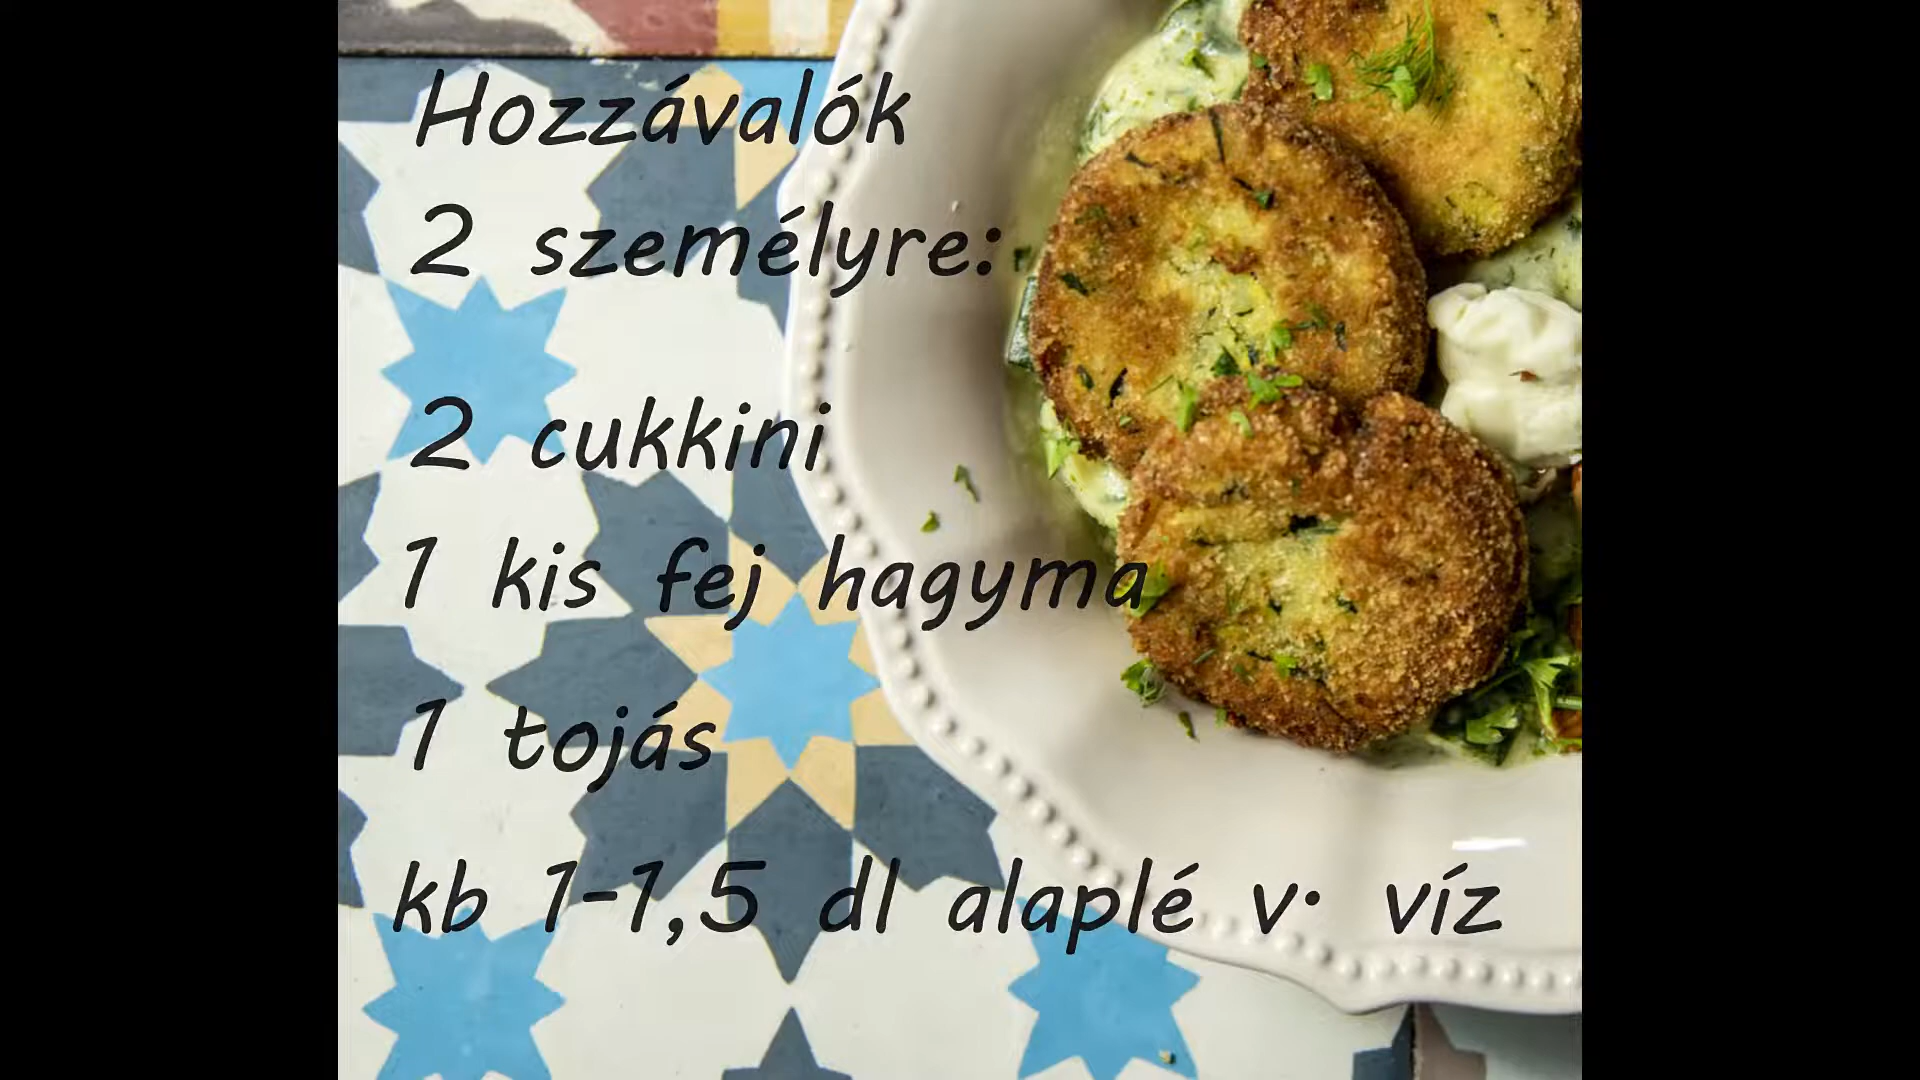 Hozzávalók
2 személyre:
2 cukkini
1 kis fej hagyma
1 tojás
kb 1-1,5 dl alaplé v. víz